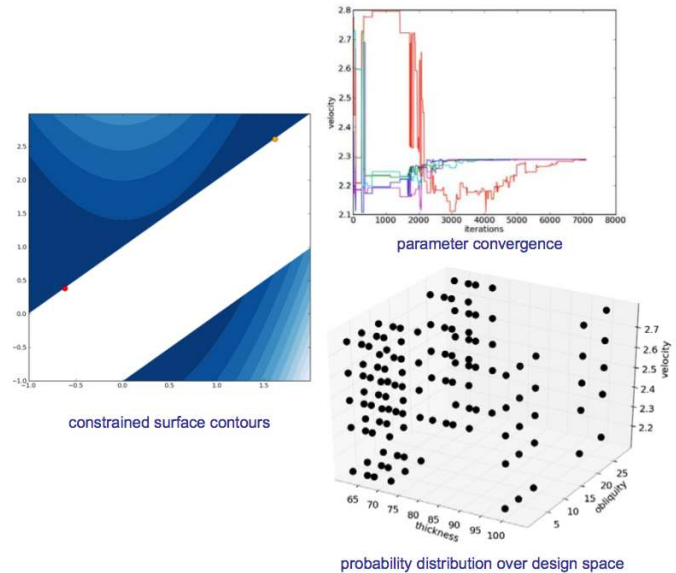 2.8
2.7
2.6
2.5
2.4
2.3
2.2
2.1
velocity
0 1000 2000 3000 4000 5000 6000 7000 8000
iterations
parameter convergence
2.5
2.0
1.5
1.0
0.5
0.0
-0.5
-1.0
-1.0 -0.5 0.0 0.5 1.0 1.5
constrained surface contours
2.7
2.6
2.5
2.4
2.3
2.2
velocity
65 70 75 80 85 90 95 100
thickness
5 10 15 20 25
obliquity
probability distribution over design space